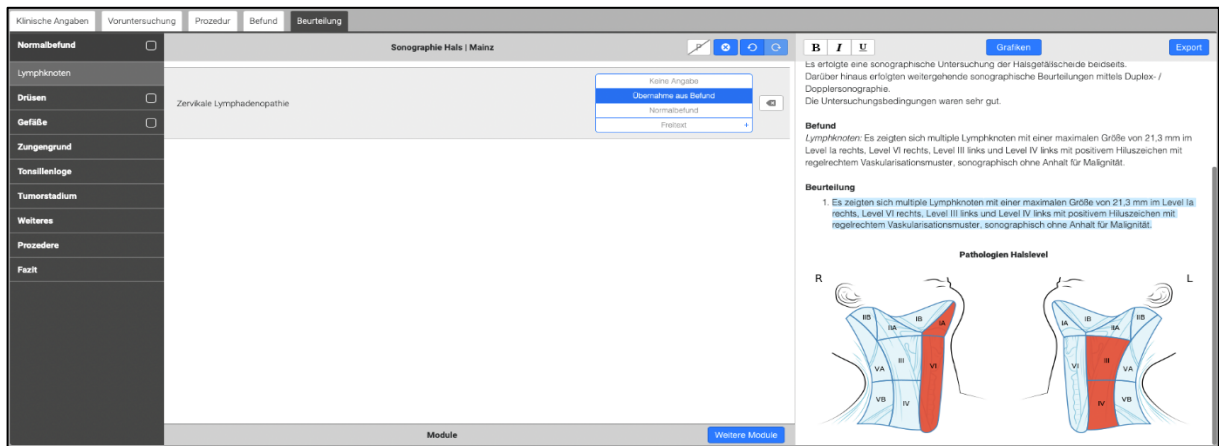 Klinische Angaben Voruntersuchung Prozedur Befund Beurteilung
Normalbefund
Lymphknoten
Drüsen
Gefäße
Zungengrund
Tonsillenloge
Tumorstadium
Weiteres
Prozedere
Fazit
Sonographie Hals | Mainz
Zervikale Lymphadenopathie
Keine Angabe
Übernahme aus Befund
Normalbefund
Freitext +
Module
Weitere Module
B I U
Grafiken
Export
Es erfolgte eine sonographische Untersuchung der Halsgefäßscheide beidseits.
Darüber hinaus erfolgten weitergehende sonographische Beurteilungen mittels Duplex- /
Dopplersonographie.
Die Untersuchungsbedingungen waren sehr gut.
Befund
Lymphknoten: Es zeigten sich multiple Lymphknoten mit einer maximalen Größe von 21,3 mm im
Level Ia rechts, Level VI rechts, Level III links und Level IV links mit positivem Hiluszeichen mit
regelrechtem Vaskularisationsmuster, sonographisch ohne Anhalt für Malignität.
Beurteilung
1. Es zeigten sich multiple Lymphknoten mit einer maximalen Größe von 21,3 mm im Level Ia
rechts, Level VI rechts, Level III links und Level IV links mit positivem Hiluszeichen mit
regelrechtem Vaskularisationsmuster, sonographisch ohne Anhalt für Malignität.
Pathologien Halslevel
R
IIB
IIA
IB
IA
III
VI
VA
VB
IV
L
IA
IB
IIA
IIB
VI
III
VA
IV
VB